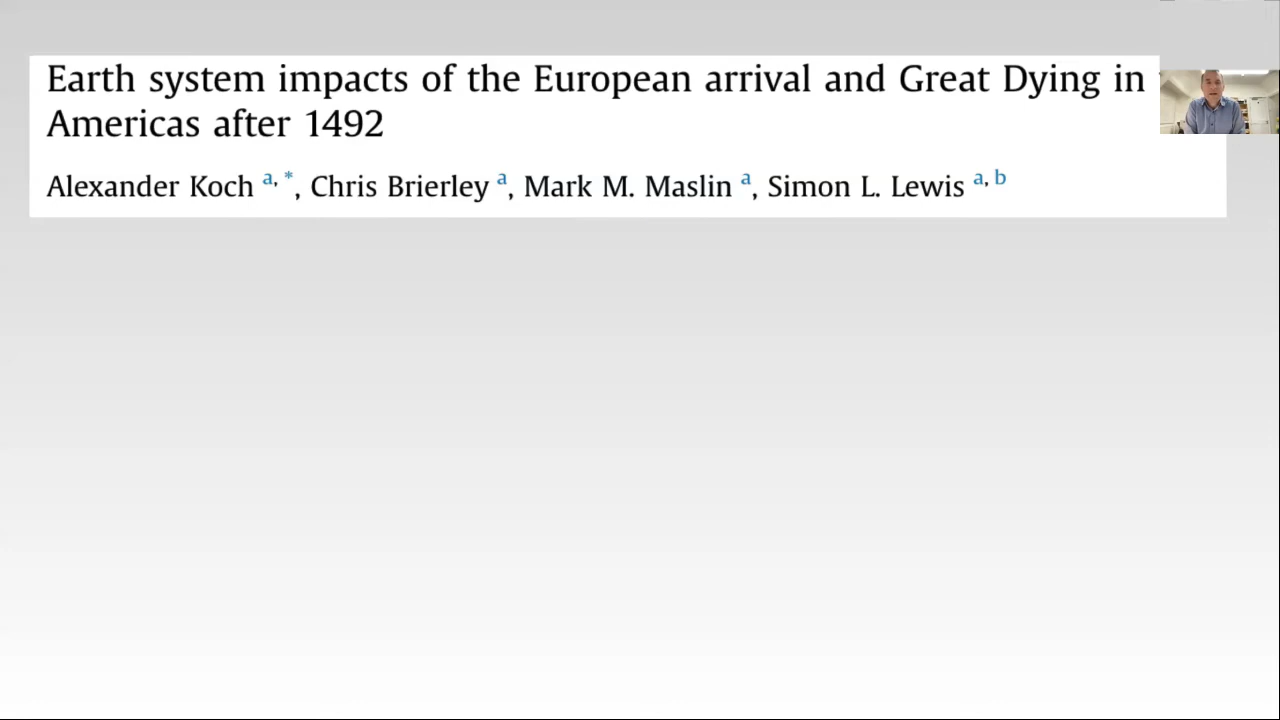 Earth system impacts of the European arrival and Great Dying in
Americas after 1492
Alexander Koch a, *, Chris Brierley a, Mark M. Maslin a, Simon L. Lewis a, b